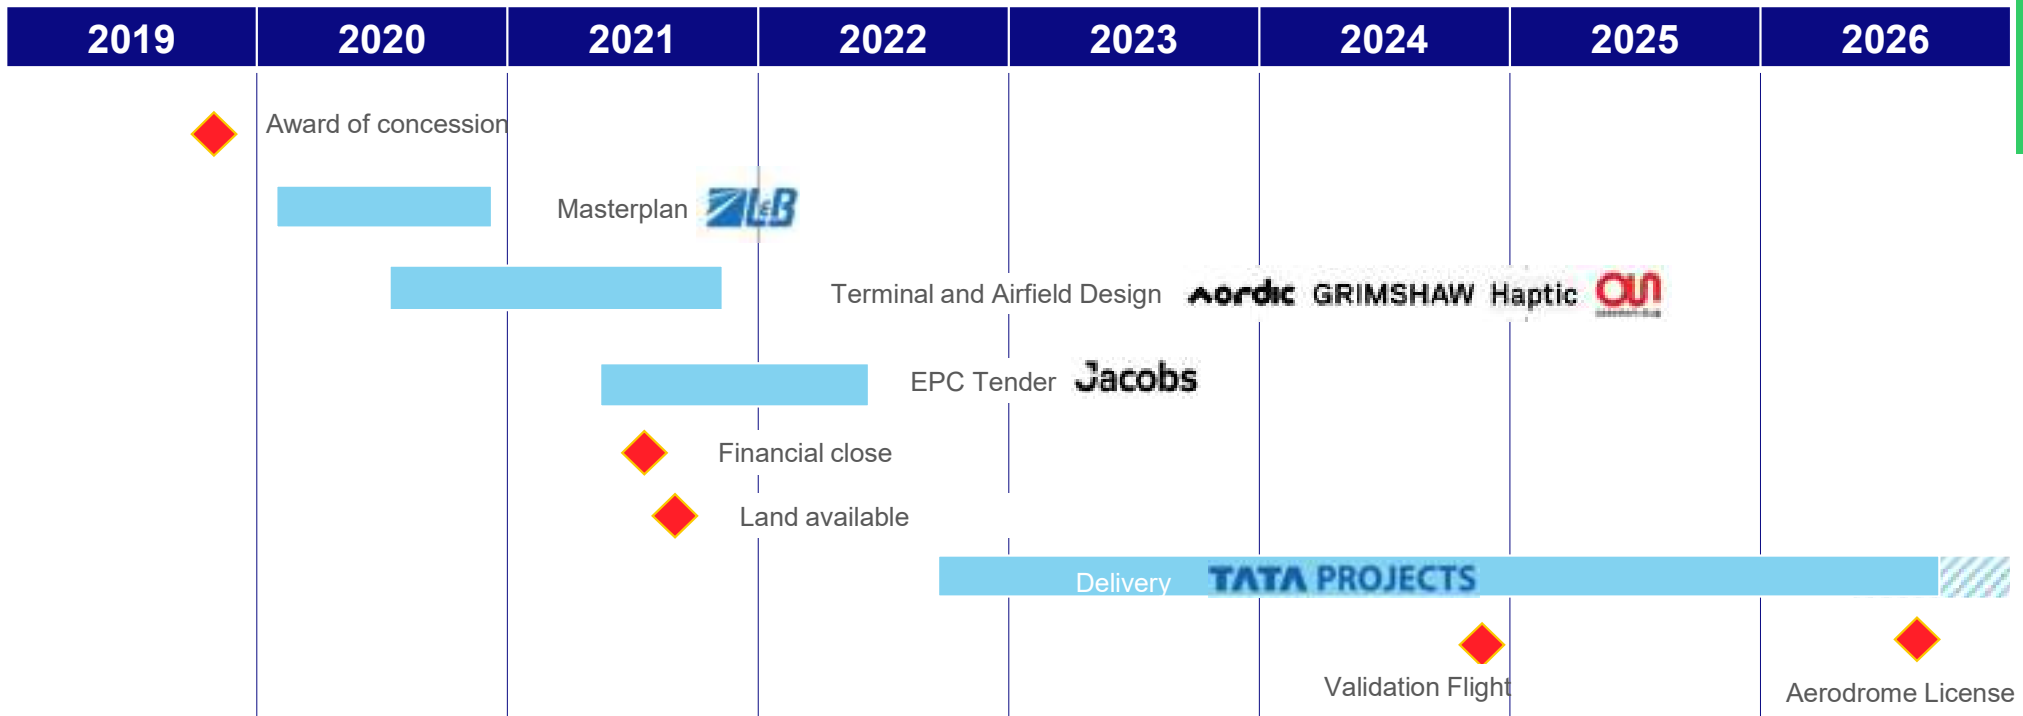 2019 2020 2021 2022 2023 2024 2025 2026
Award of concession
Masterplan L&B
Terminal and Airfield Design nordic GRIMSHAW Haptic
EPC Tender Jacobs
Financial close
Land available
Delivery TATA PROJECTS
Validation Flight
Aerodrome License